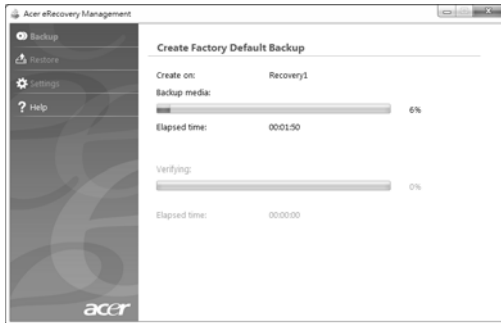 Acer eRecovery Management
Backup
Restore
Settings
Help
Create Factory Default Backup
Create on: Recovery1
Backup media:
6%
Elapsed time: 00:01:50
Verifying:
0%
Elapsed time: 00:00:00
acer